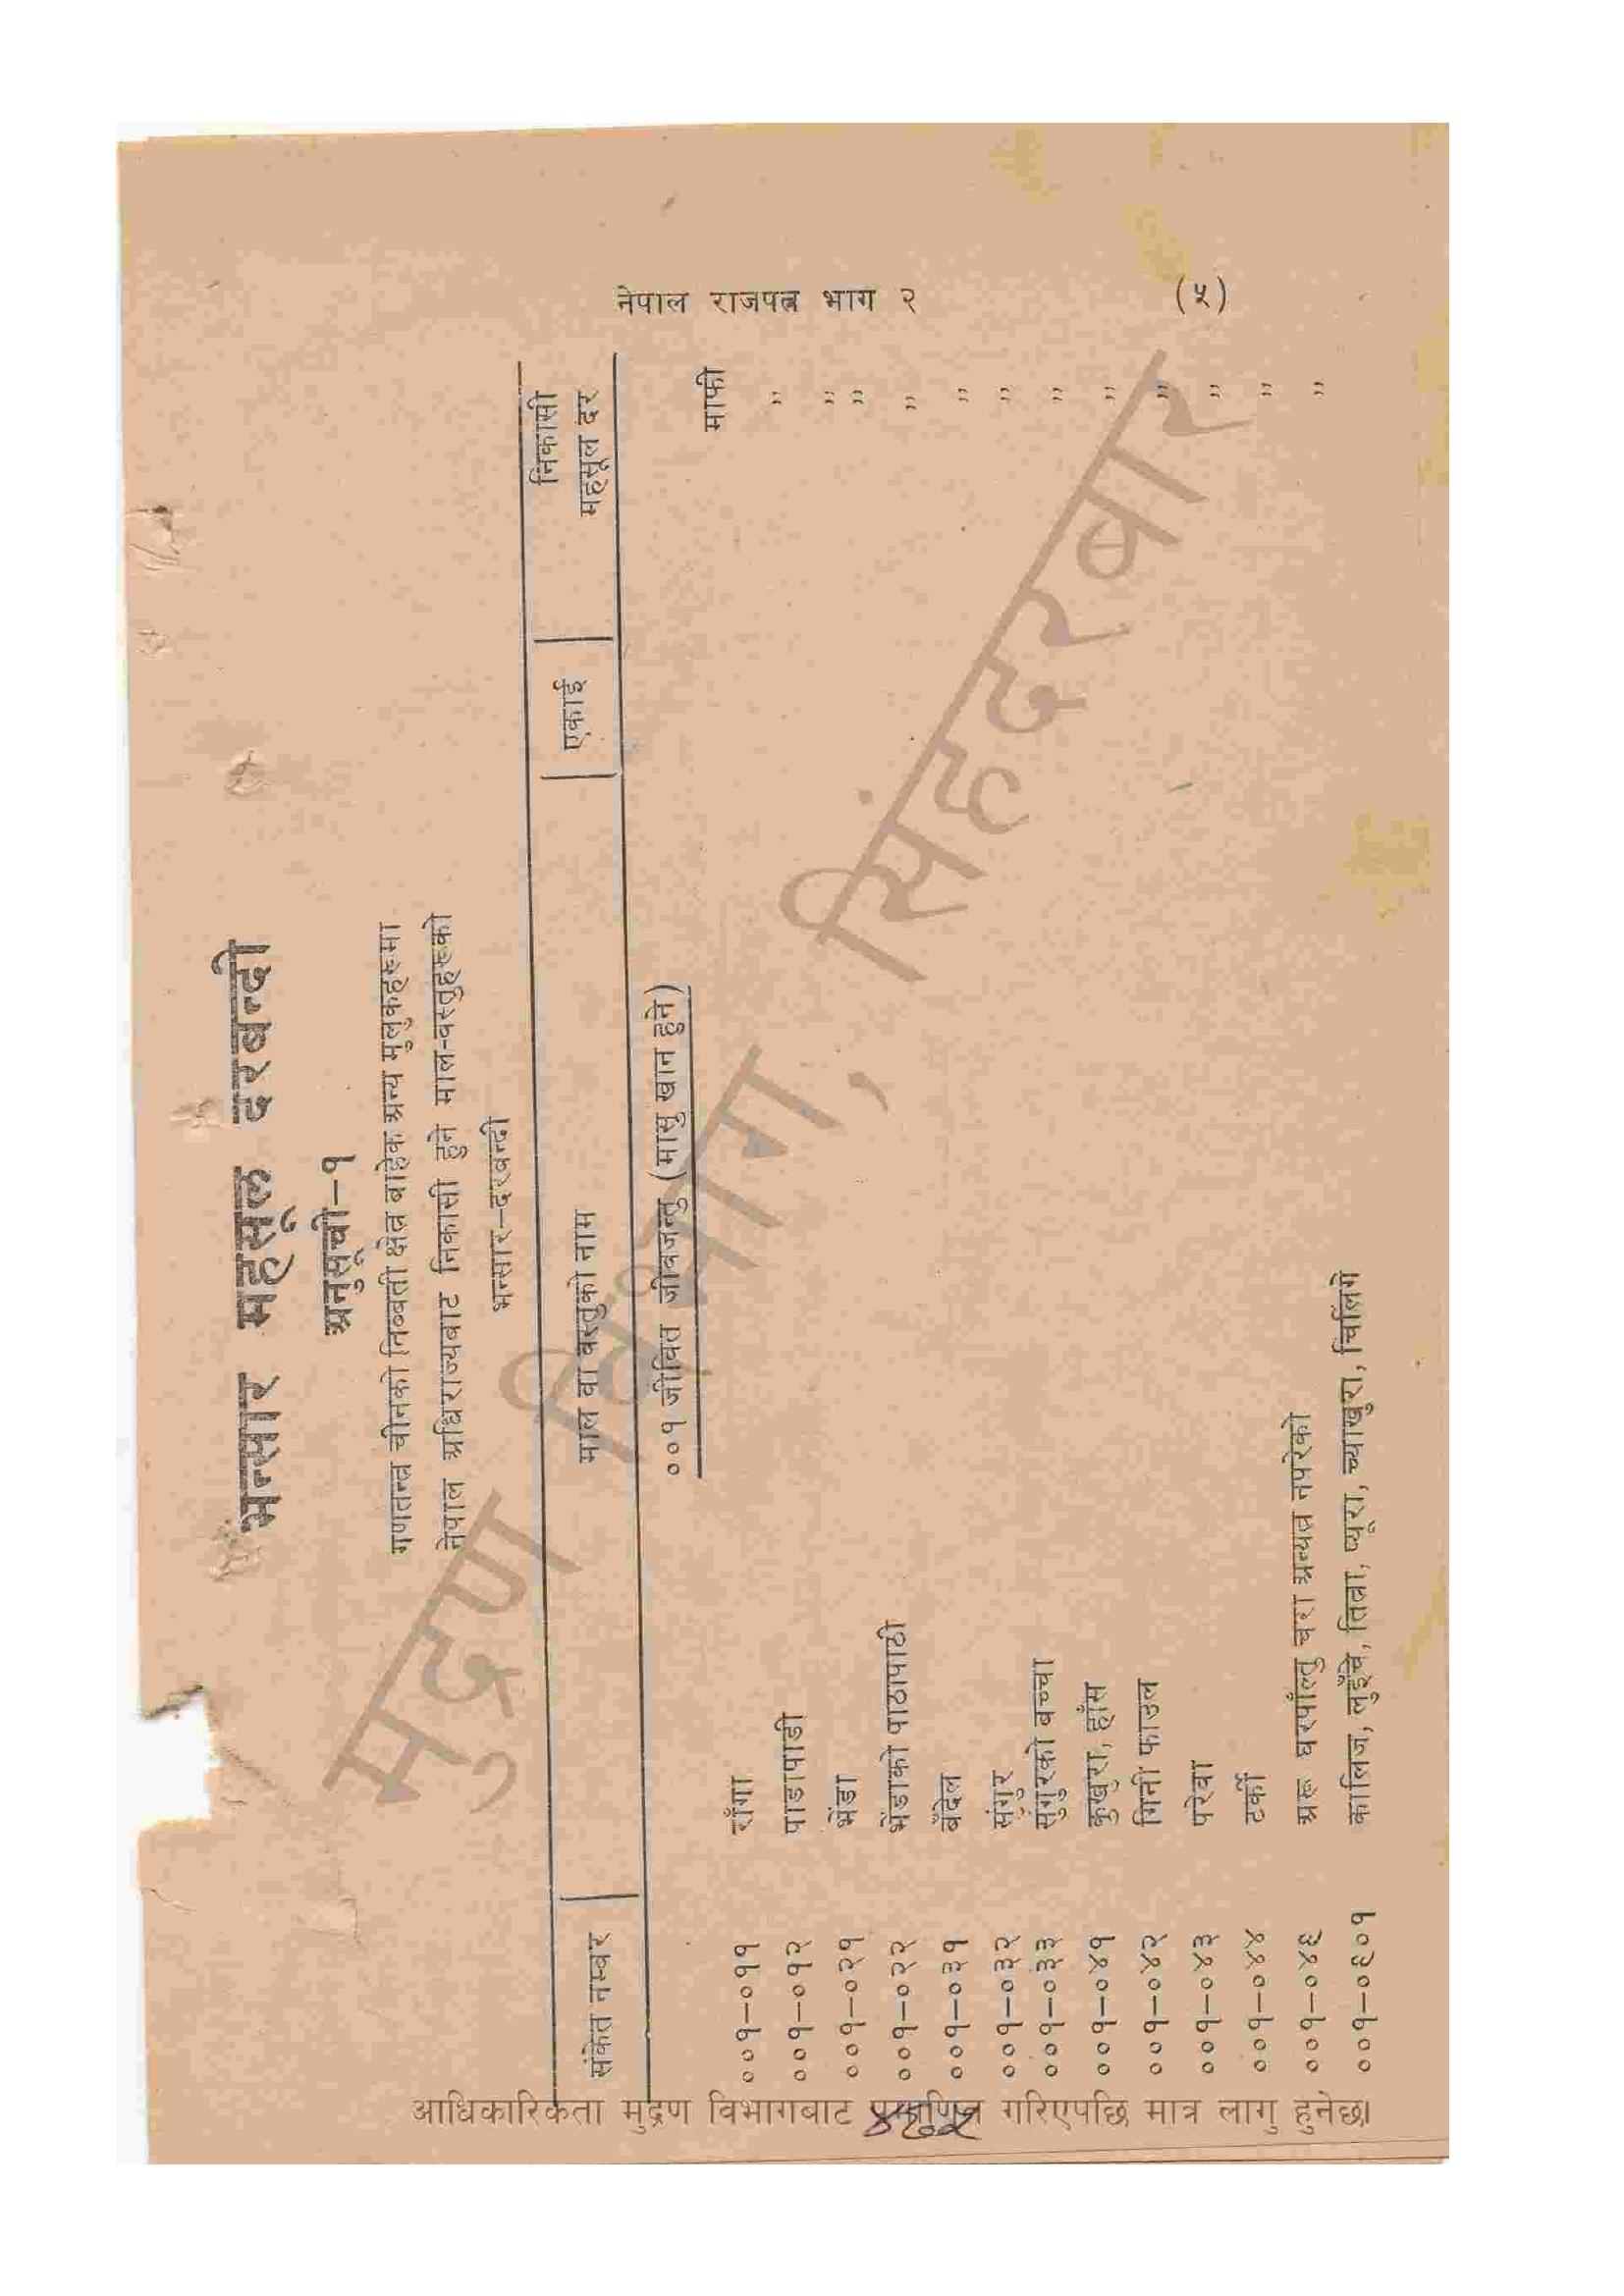 नेपाल राजपत्र भाग २ (५)
भन्सार महसूल दरबन्दी
अनुसूची–१
गणतन्त्र चीनको तिब्बती क्षेत्र बाहेक अन्य मुलुकहरूमा
नेपाल अधिराज्यबाट निकासी हुने माल-वस्तुहरूको
भन्सार–दरबन्दी
संकेत नम्बर | माल वा वस्तुको नाम | एकाई | निकासी
महसूल दर
००१ जीवित जीवजन्तु (मासु खान हुने)
००१–०११ राँगा माफी
००१–०१२ पाडापाडी ”
००१–०२१ भेंडा ”
००१–०२२ भेंडाको पाठापाठी ”
००१–०३१ बँदेल ”
००१–०३२ सुंगुर ”
००१–०३३ सुंगुरको बच्चा ”
००१–०४१ कुखुरा, हाँस ”
००१–०४२ गिनी फाउल ”
००१–०४३ परेवा ”
००१–०४४ टर्की ”
००१–०४६ अरू घरपालुवा चरा अन्यत्र नपरेको ”
००१–०६०१ कालिज, लुइँचे, तित्रा, च्याखुरा, चिलिमे ”
मुद्रण विभाग, सिंहदरबार
आधिकारिकता मुद्रण विभागबाट प्रमाणित गरिएपछि मात्र लागु हुनेछ।